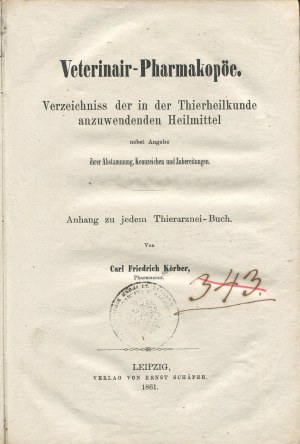 Veterinair-Pharmakopöe.
Verzeichniss der in der Thierheilkunde
anzuwendenden Heilmittel
nebst Angabe
ihrer Abstammung, Kennzeichen und Zubereitungen.
Anhang zu jedem Thierarznei-Buch.
Von
Carl Friedrich Körber,
Pharmaceut.
343.
LEIPZIG,
VERLAG VON ERNST SCHÄFER.
1861.